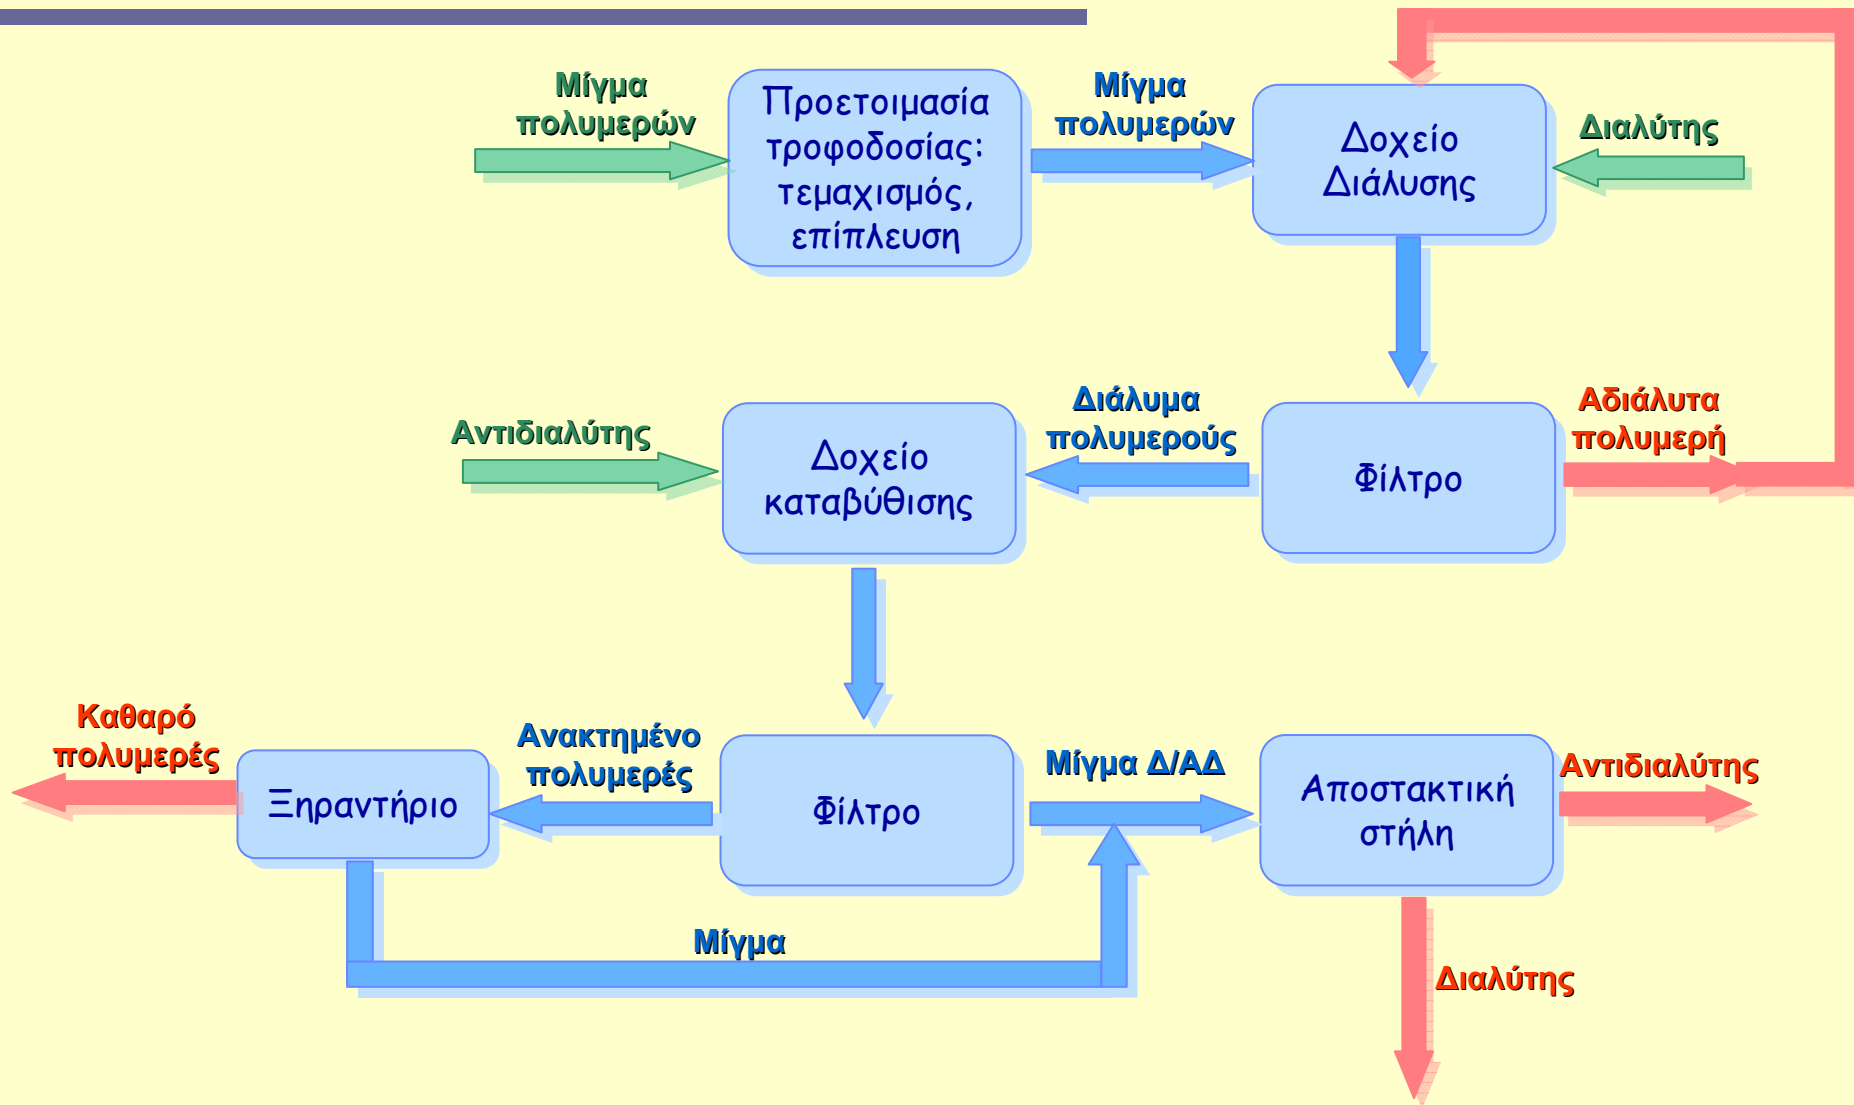 Μίγμα
πολυμερών
Προετοιμασία
τροφοδοσίας:
τεμαχισμός,
επίπλευση
Μίγμα
πολυμερών
Δοχείο
Διάλυσης
Διαλύτης
Αντιδιαλύτης
Δοχείο
καταβύθισης
Διάλυμα
πολυμερούς
Φίλτρο
Αδιάλυτα
πολυμερή
Καθαρό
πολυμερές
Ξηραντήριο
Ανακτημένο
πολυμερές
Φίλτρο
Μίγμα Δ/ΑΔ
Αποστακτική
στήλη
Αντιδιαλύτης
Μίγμα
Διαλύτης